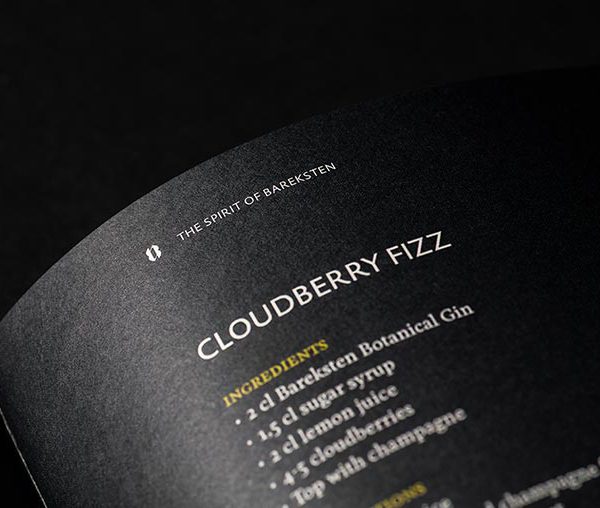 THE SPIRIT OF BAREKSTEN
CLOUDBERRY FIZZ
INGREDIENTS
• 2 cl Bareksten Botanical Gin
• 1.5 cl sugar syrup
• 2 cl lemon juice
• 4-5 cloudberries
• Top with champagne
champagne